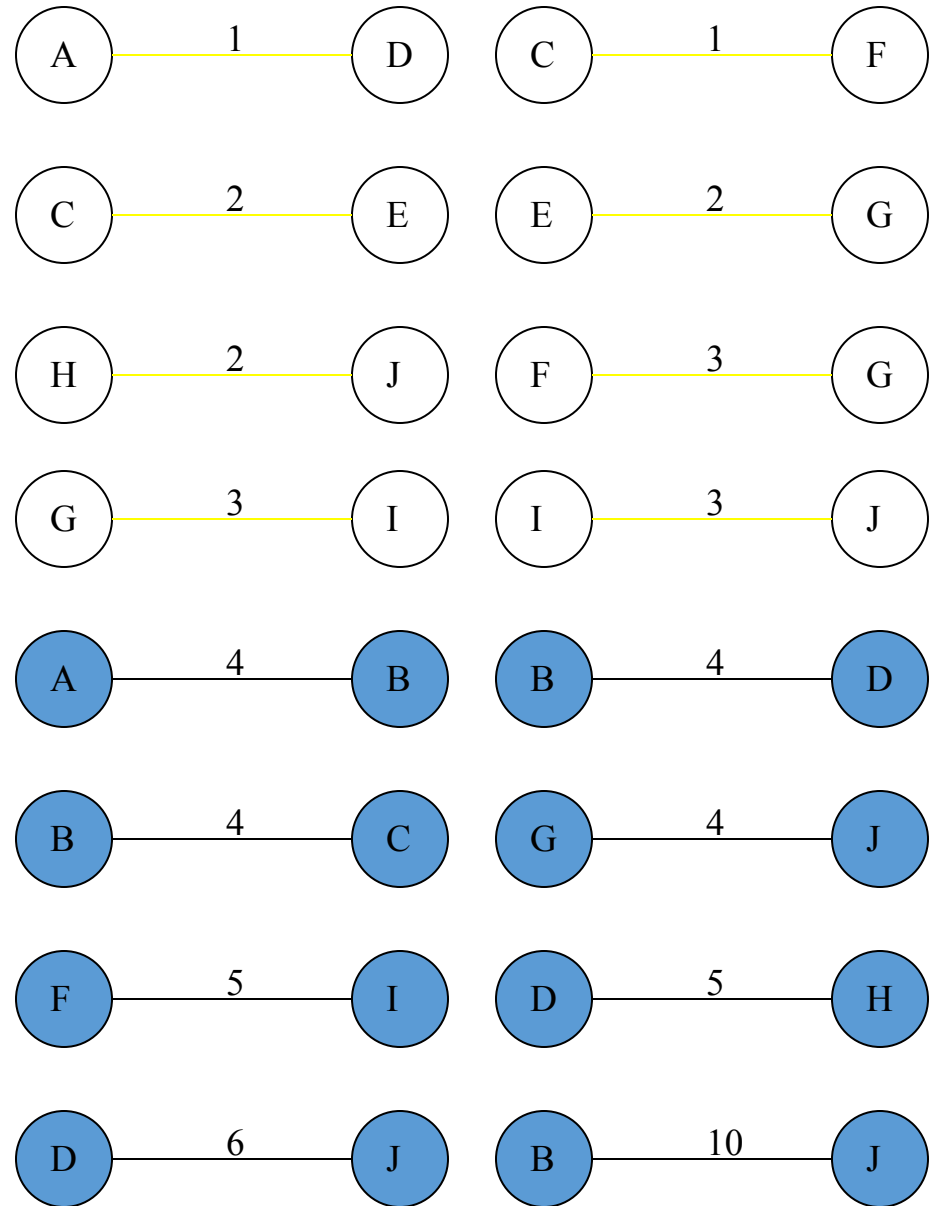 1 1
A D C F
2 2
C E E G
2 3
H J F G
3 3
G I I J
4 4
A B B D
4 4
B C G J
5 5
F I D H
6 10
D J B J